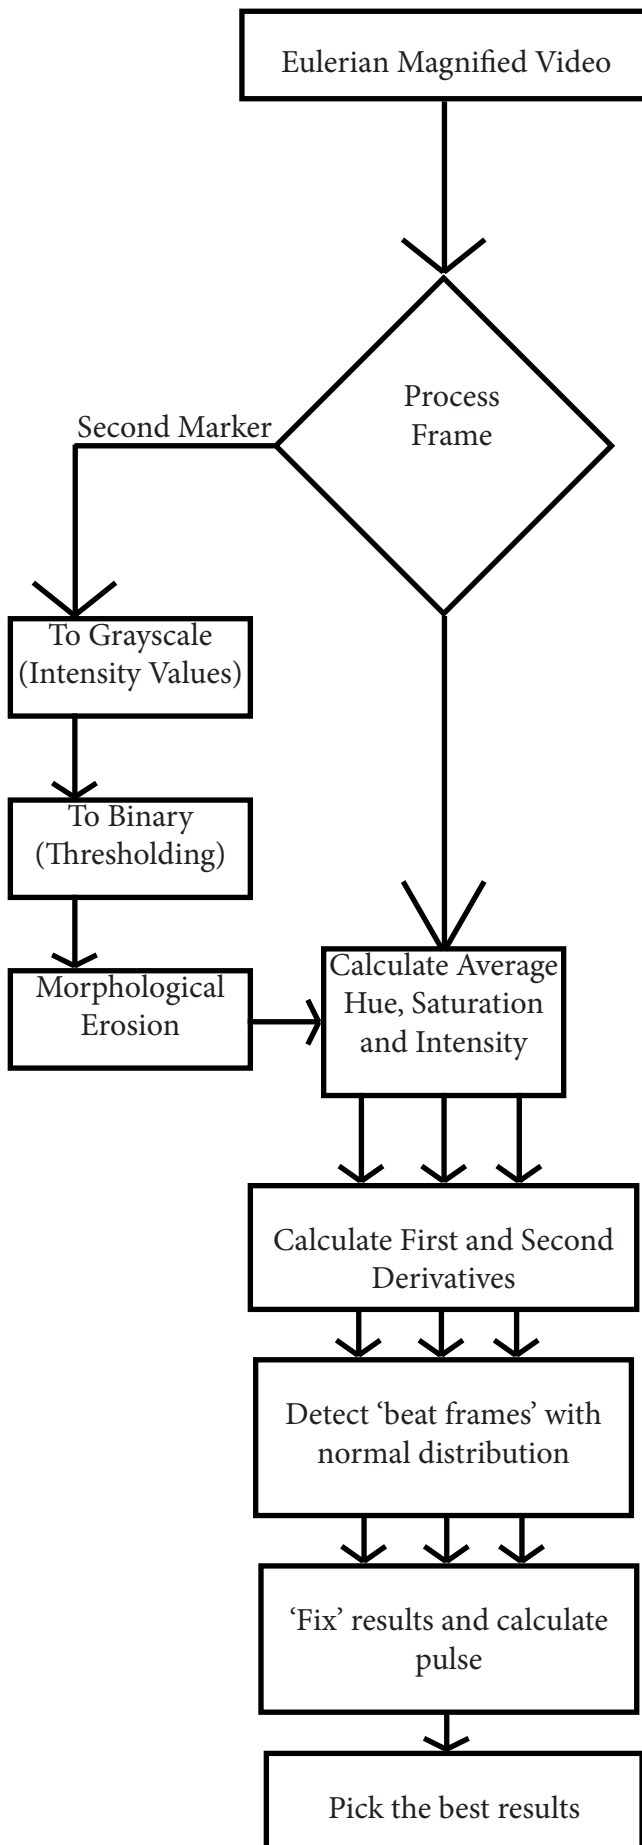 Eulerian Magnified Video
Process
Frame
Second Marker
To Grayscale
(Intensity Values)
To Binary
(Thresholding)
Morphological
Erosion
Calculate Average
Hue, Saturation
and Intensity
Calculate First and Second
Derivatives
Detect ‘beat frames’ with
normal distribution
‘Fix’ results and calculate
pulse
Pick the best results